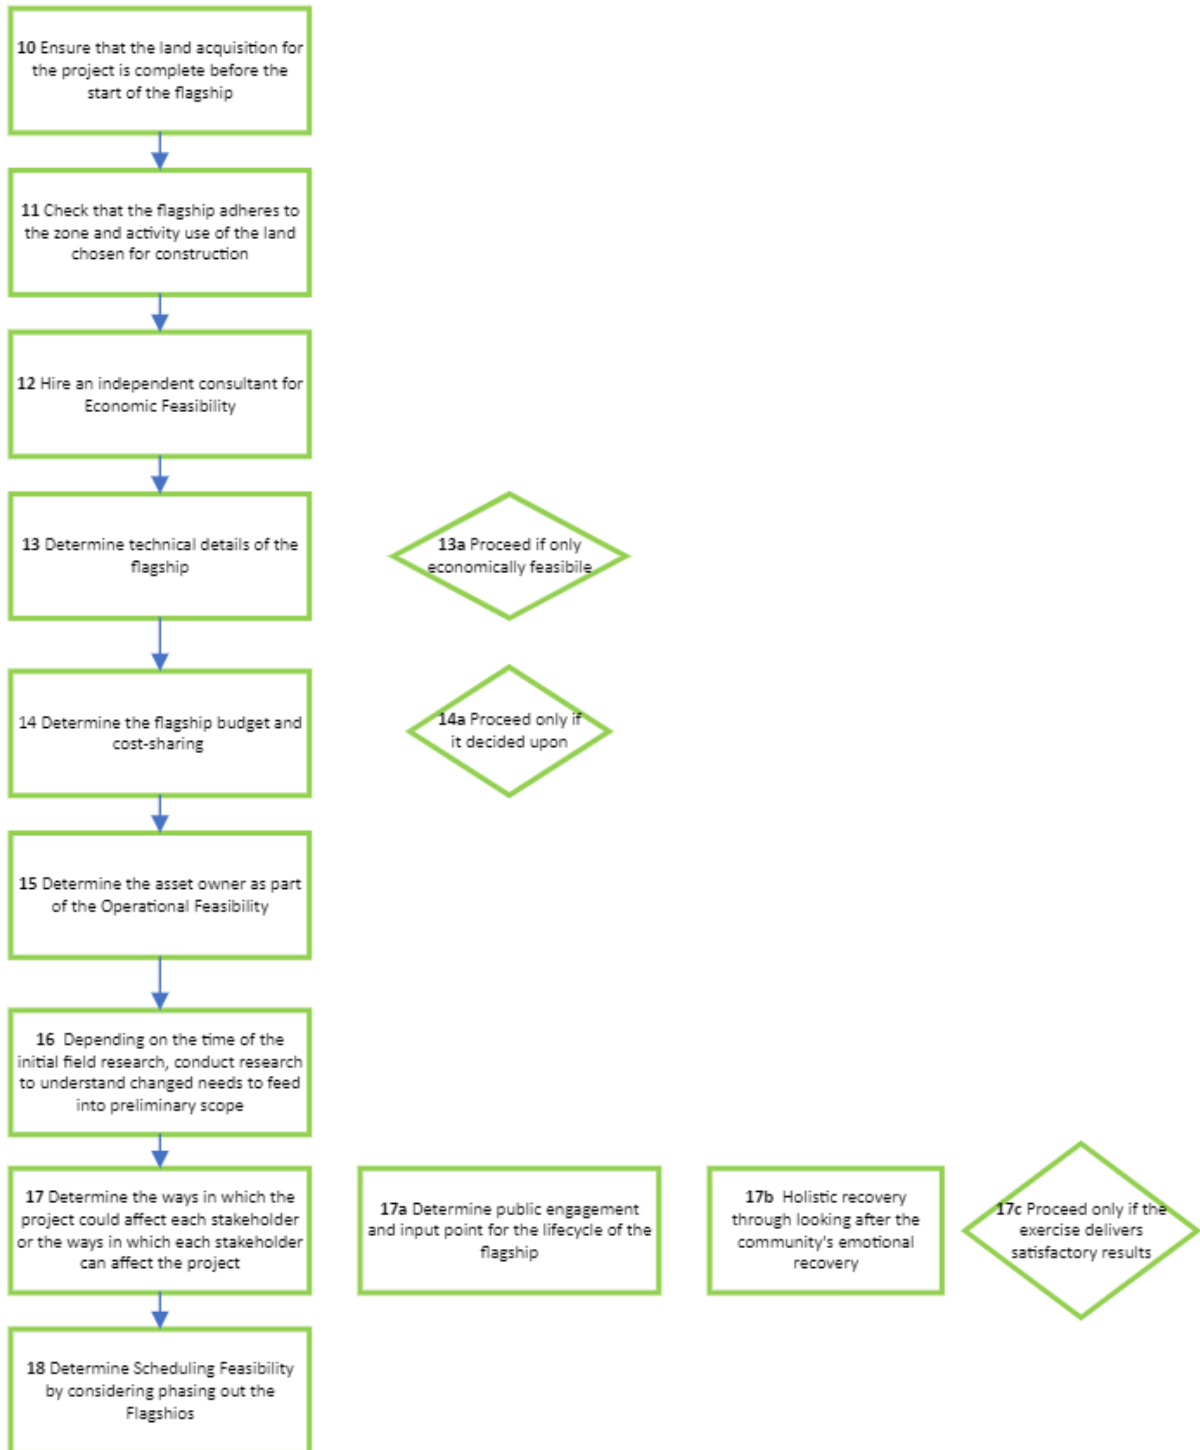 10 Ensure that the land acquisition for
the project is complete before the
start of the flagship
11 Check that the flagship adheres to
the zone and activity use of the land
chosen for construction
12 Hire an independent consultant for
Economic Feasibility
13 Determine technical details of the
flagship
13a Proceed if only
economically feasibile
14 Determine the flagship budget and
cost-sharing
14a Proceed only if
it decided upon
15 Determine the asset owner as part
of the Operational Feasibility
16 Depending on the time of the
initial field research, conduct research
to understand changed needs to feed
into preliminary scope
17 Determine the ways in which the
project could affect each stakeholder
or the ways in which each stakeholder
can affect the project
17a Determine public engagement
and input point for the lifecycle of the
flagship
17b Holistic recovery
through looking after the
community's emotional
recovery
17c Proceed only if the
exercise delivers
satisfactory results
18 Determine Scheduling Feasibility
by considering phasing out the
Flagshios